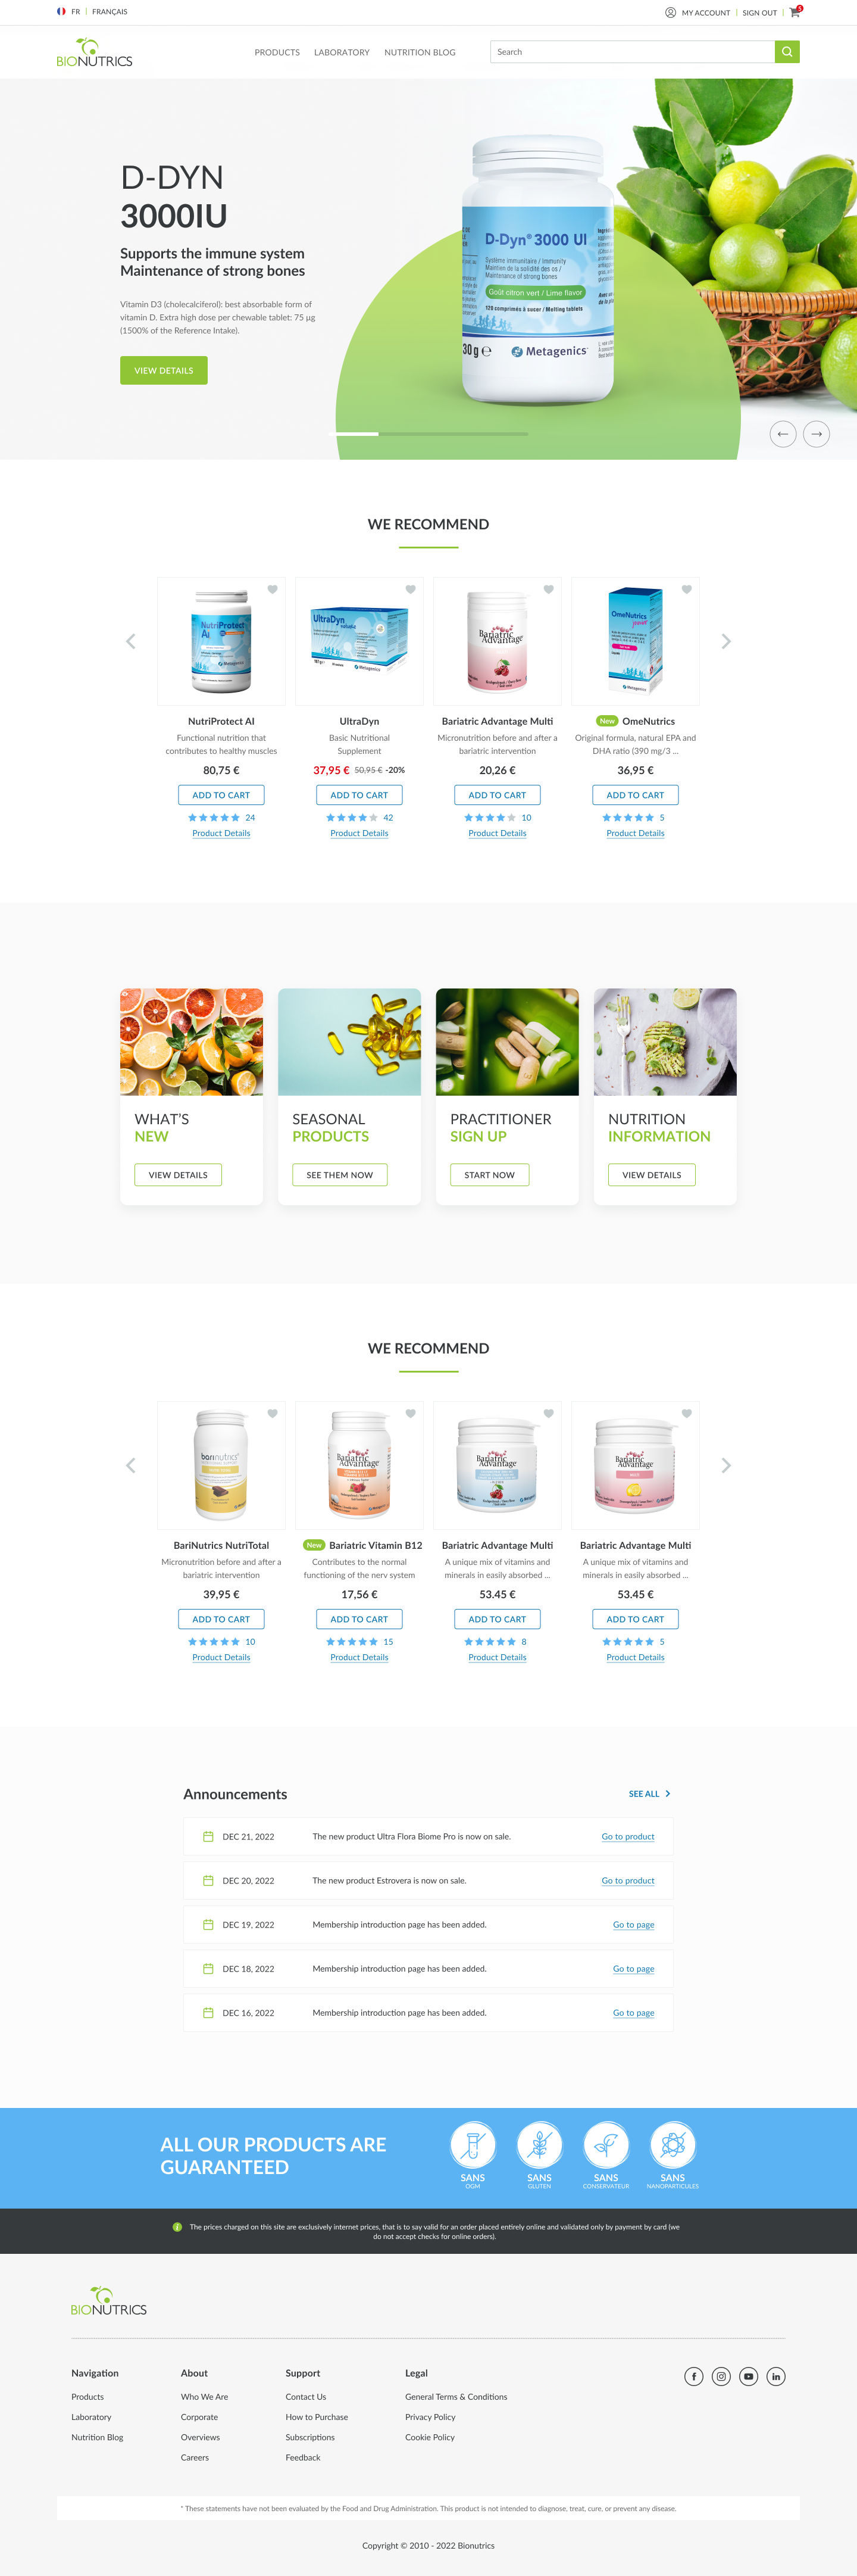 FR FRANÇAIS
MY ACCOUNT SIGN OUT 5
BIONUTRICS
PRODUCTS LABORATORY NUTRITION BLOG
Search
D-DYN
3000IU
Supports the immune system
Maintenance of strong bones
Vitamin D3 (cholecalciferol): best absorbable form of
vitamin D. Extra high dose per chewable tablet: 75 µg
(1500% of the Reference Intake).
VIEW DETAILS
D-Dyn® 3000 UI
Système immunitaire / Immunity
Maintien de la solidité des os /
Maintenance of strong bones
Goût citron vert / Lime flavor
120 comprimés à sucer / Melting tablets
30 g e
Metagenics
WE RECOMMEND
NutriProtect AI
Functional nutrition that
contributes to healthy muscles
80,75 €
ADD TO CART
24
Product Details
UltraDyn
Basic Nutritional
Supplement
37,95 € 50,95 € -20%
ADD TO CART
42
Product Details
Bariatric Advantage Multi
Micronutrition before and after a
bariatric intervention
20,26 €
ADD TO CART
10
Product Details
New OmeNutrics
Original formula, natural EPA and
DHA ratio (390 mg/3 ...
36,95 €
ADD TO CART
5
Product Details
WHAT'S
NEW
VIEW DETAILS
SEASONAL
PRODUCTS
SEE THEM NOW
PRACTITIONER
SIGN UP
START NOW
NUTRITION
INFORMATION
VIEW DETAILS
WE RECOMMEND
BariNutrics NutriTotal
Micronutrition before and after a
bariatric intervention
39,95 €
ADD TO CART
10
Product Details
New Bariatric Vitamin B12
Contributes to the normal
functioning of the nerv system
17,56 €
ADD TO CART
15
Product Details
Bariatric Advantage Multi
A unique mix of vitamins and
minerals in easily absorbed ...
53.45 €
ADD TO CART
8
Product Details
Bariatric Advantage Multi
A unique mix of vitamins and
minerals in easily absorbed ...
53.45 €
ADD TO CART
5
Product Details
Announcements
SEE ALL
DEC 21, 2022 The new product Ultra Flora Biome Pro is now on sale. Go to product
DEC 20, 2022 The new product Estrovera is now on sale. Go to product
DEC 19, 2022 Membership introduction page has been added. Go to page
DEC 18, 2022 Membership introduction page has been added. Go to page
DEC 16, 2022 Membership introduction page has been added. Go to page
ALL OUR PRODUCTS ARE
GUARANTEED
SANS
OGM
SANS
GLUTEN
SANS
CONSERVATEUR
SANS
NANOPARTICULES
The prices charged on this site are exclusively internet prices, that is to say valid for an order placed entirely online and validated only by payment by card (we
do not accept checks for online orders).
BIONUTRICS
Navigation
Products
Laboratory
Nutrition Blog
About
Who We Are
Corporate
Overviews
Careers
Support
Contact Us
How to Purchase
Subscriptions
Feedback
Legal
General Terms & Conditions
Privacy Policy
Cookie Policy
* These statements have not been evaluated by the Food and Drug Administration. This product is not intended to diagnose, treat, cure, or prevent any disease.
Copyright © 2010 - 2022 Bionutrics